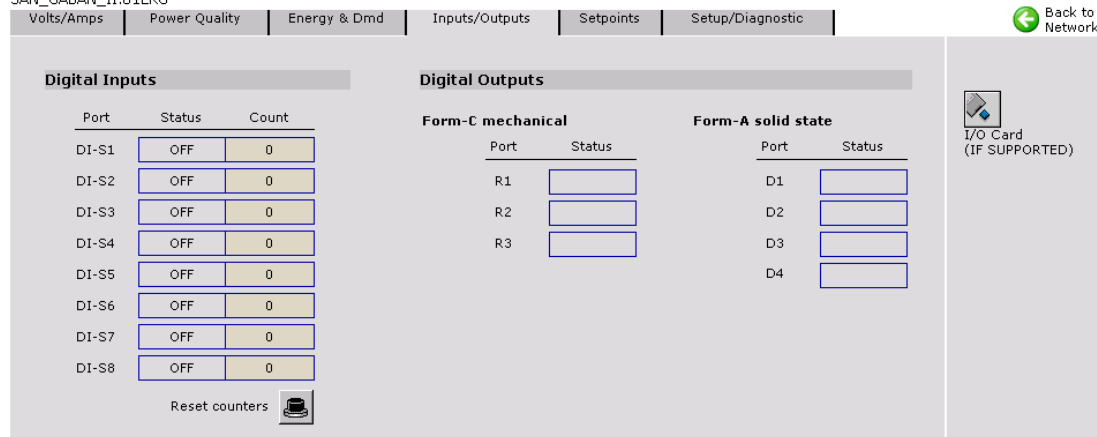 Volts/Amps Power Quality Energy & Dmd Inputs/Outputs Setpoints Setup/Diagnostic
Back to
Network
Digital Inputs
Port Status Count
DI-S1 OFF 0
DI-S2 OFF 0
DI-S3 OFF 0
DI-S4 OFF 0
DI-S5 OFF 0
DI-S6 OFF 0
DI-S7 OFF 0
DI-S8 OFF 0
Reset counters
Digital Outputs
Form-C mechanical
Port Status
R1
R2
R3
Form-A solid state
Port Status
D1
D2
D3
D4
I/O Card
(IF SUPPORTED)